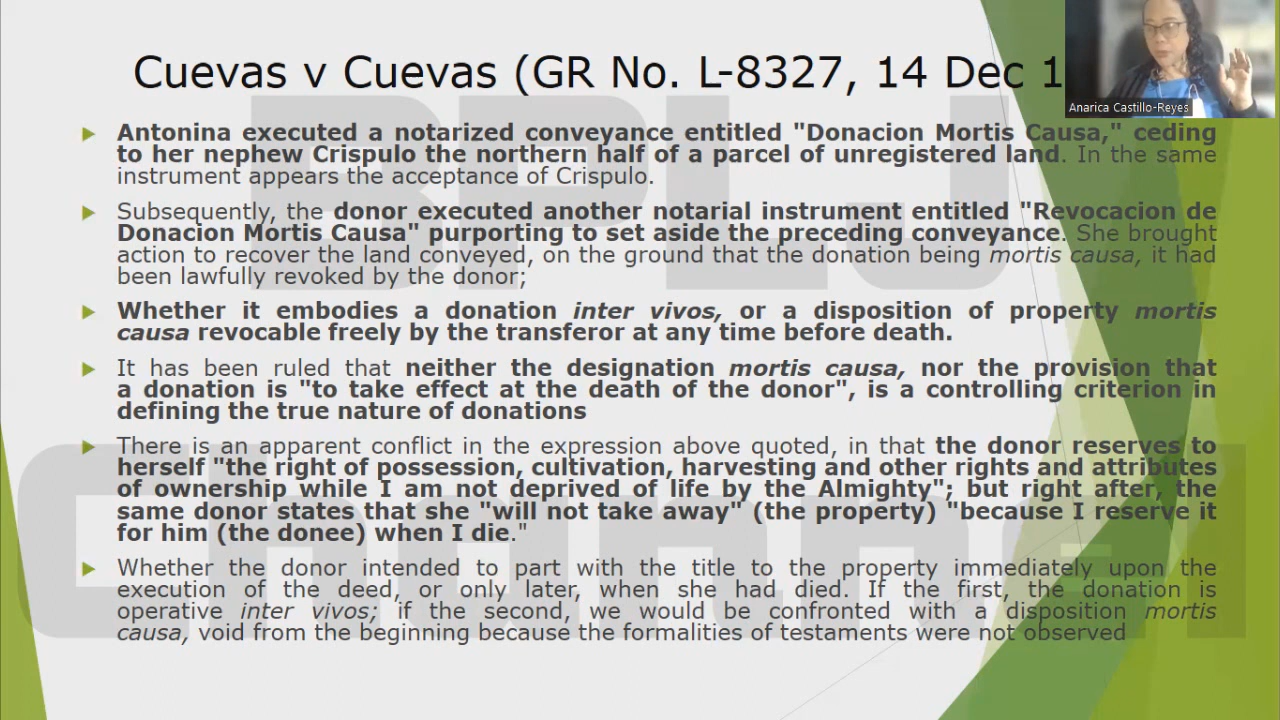 Cuevas v Cuevas (GR No. L-8327, 14 Dec 1
Anarica Castillo-Reyes
Antonina executed a notarized conveyance entitled "Donacion Mortis Causa," ceding
to her nephew Crispulo the northern half of a parcel of unregistered land. In the same
instrument appears the acceptance of Crispulo.
Subsequently, the donor executed another notarial instrument entitled "Revocacion de
Donacion Mortis Causa" purporting to set aside the preceding conveyance. She brought
action to recover the land conveyed, on the ground that the donation being mortis causa, it had
been lawfully revoked by the donor;
Whether it embodies a donation inter vivos, or a disposition of property mortis
causa revocable freely by the transferor at any time before death.
It has been ruled that neither the designation mortis causa, nor the provision that
a donation is "to take effect at the death of the donor", is a controlling criterion in
defining the true nature of donations
There is an apparent conflict in the expression above quoted, in that the donor reserves to
herself "the right of possession, cultivation, harvesting and other rights and attributes
of ownership while I am not deprived of life by the Almighty"; but right after, the
same donor states that she "will not take away" (the property) "because I reserve it
for him (the donee) when I die."
Whether the donor intended to part with the title to the property immediately upon the
execution of the deed, or only later, when she had died. If the first, the donation is
operative inter vivos; if the second, we would be confronted with a disposition mortis
causa, void from the beginning because the formalities of testaments were not observed
BPLJ
Channel